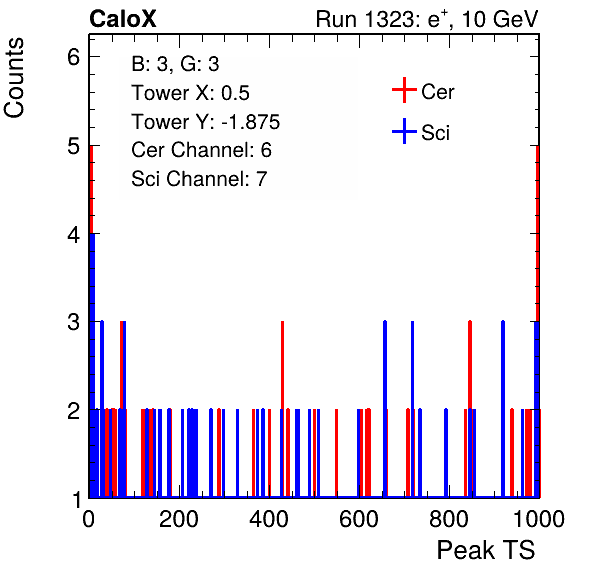 CaloX Run 1323: e⁺, 10 GeV
Counts
6
5
4
3
2
1
B: 3, G: 3
Tower X: 0.5
Tower Y: -1.875
Cer Channel: 6
Sci Channel: 7
Cer
Sci
0 200 400 600 800 1000
Peak TS